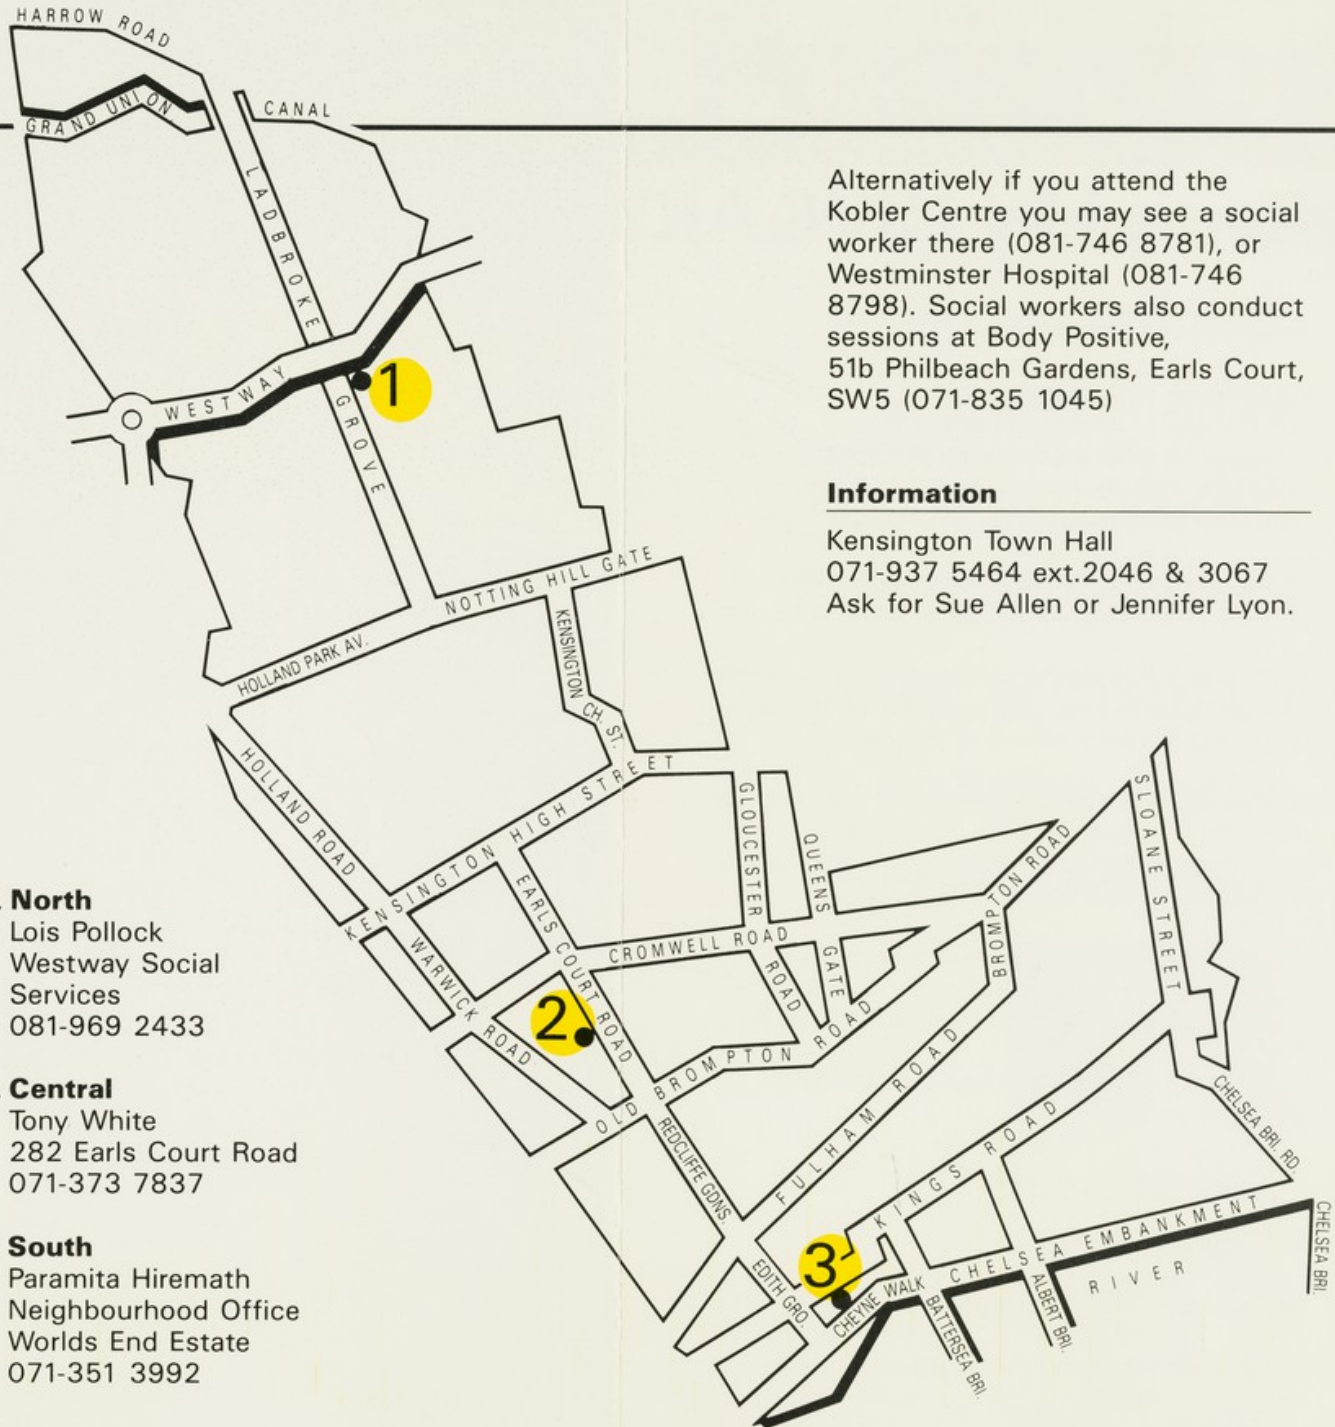 HARROW ROAD
GRAND UNION
CANAL
LADBROKE
WESTWAY
1
GROVE
NOTTING HILL GATE
HOLLAND PARK AV.
KENSINGTON
CH. ST.
HOLLAND ROAD
KENSINGTON HIGH STREET
GLOUCESTER
QUEENS
BROMPTON ROAD
SLOANE STREET
EARLS COURT ROAD
CROMWELL ROAD
WARWICK ROAD
ROAD
GATE
2
OLD BROMPTON ROAD
REDCLIFFE GDNS.
FULHAM ROAD
KINGS ROAD
CHELSEA BRI. RD.
3
EDITH GRO.
CHEYNE WALK
CHELSEA EMBANKMENT
BATTERSEA BRI.
ALBERT BRI.
RIVER
CHELSEA BRI.
Alternatively if you attend the
Kobler Centre you may see a social
worker there (081-746 8781), or
Westminster Hospital (081-746
8798). Social workers also conduct
sessions at Body Positive,
51b Philbeach Gardens, Earls Court,
SW5 (071-835 1045)
Information
Kensington Town Hall
071-937 5464 ext.2046 & 3067
Ask for Sue Allen or Jennifer Lyon.
North
Lois Pollock
Westway Social
Services
081-969 2433
Central
Tony White
282 Earls Court Road
071-373 7837
South
Paramita Hiremath
Neighbourhood Office
Worlds End Estate
071-351 3992